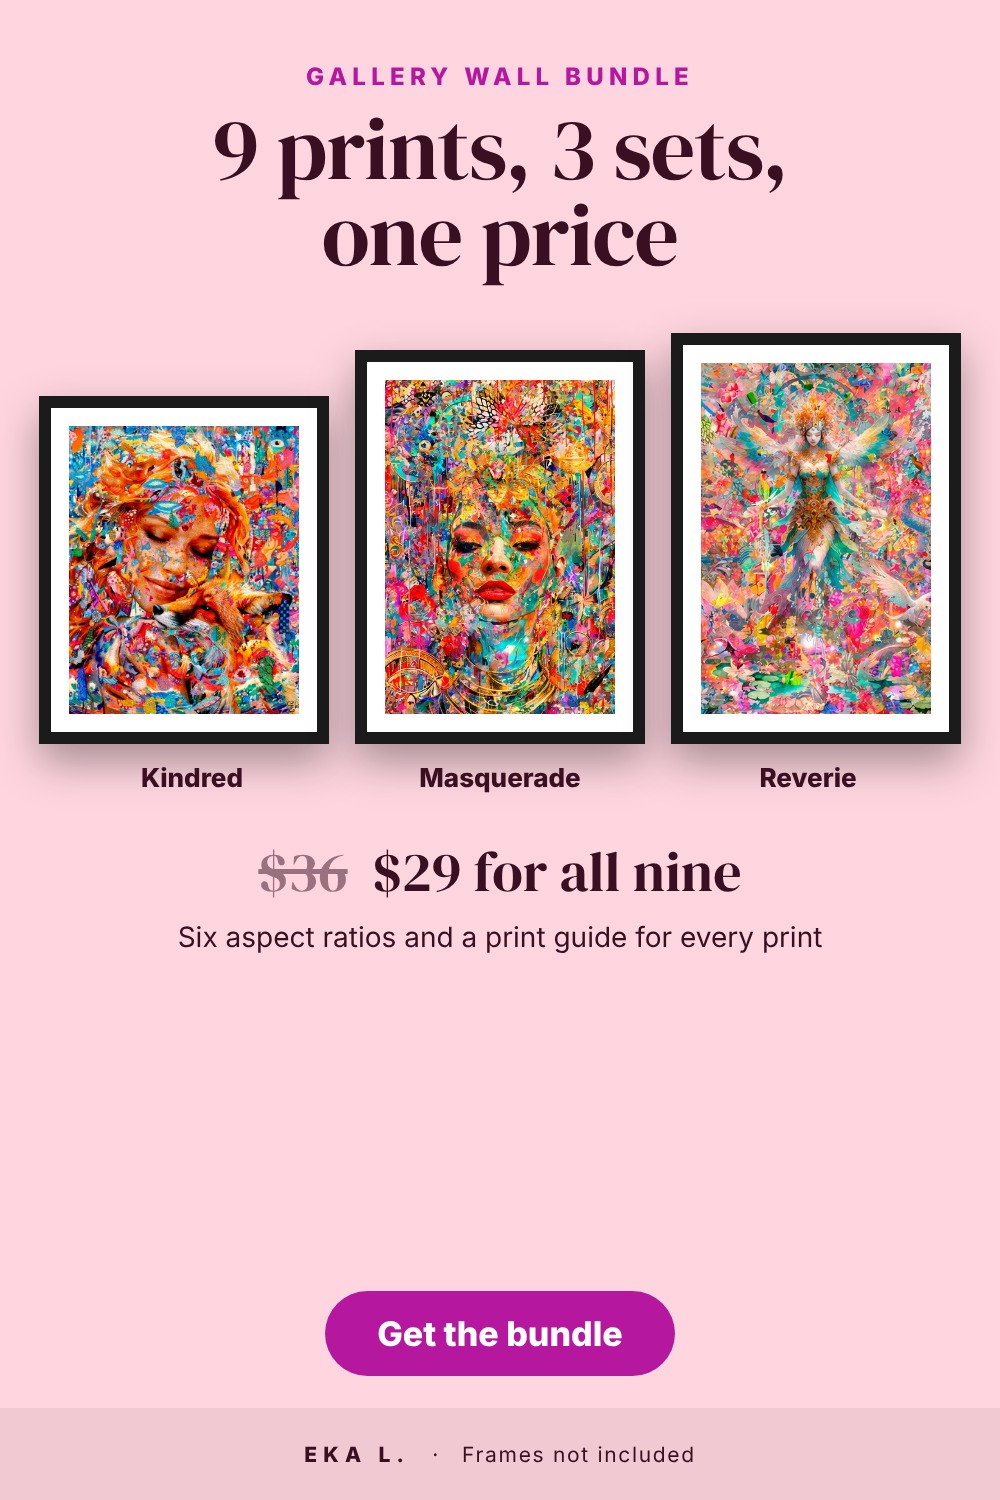 GALLERY WALL BUNDLE
9 prints, 3 sets,
one price
Kindred
Masquerade
Reverie
$36 $29 for all nine
Six aspect ratios and a print guide for every print
Get the bundle
EKA L. · Frames not included